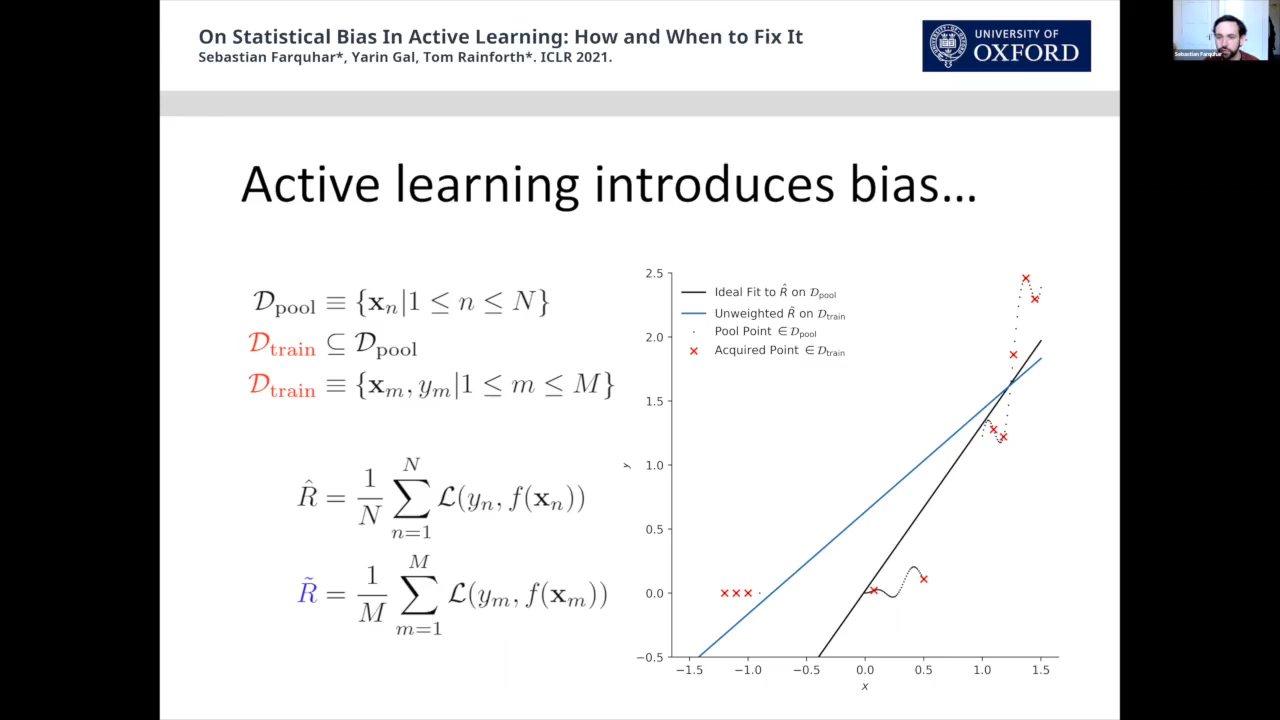 On Statistical Bias In Active Learning: How and When to Fix It
Sebastian Farquhar*, Yarin Gal, Tom Rainforth*. ICLR 2021.
UNIVERSITY OF
OXFORD
Sebastian Farquhar
Active learning introduces bias...
𝒟pool ≡ {𝐱ₙ|1 ≤ n ≤ N}
𝒟train ⊆ 𝒟pool
𝒟train ≡ {𝐱ₘ, yₘ|1 ≤ m ≤ M}
R̂ = 1/N ∑ₙ₌₁ᴺ ℒ(yₙ, f(𝐱ₙ))
R̃ = 1/M ∑ₘ₌₁ᴹ ℒ(yₘ, f(𝐱ₘ))
Ideal Fit to R̂ on 𝒟pool
Unweighted R̃ on 𝒟train
Pool Point ∈ 𝒟pool
Acquired Point ∈ 𝒟train
2.5
2.0
1.5
1.0
0.5
0.0
−0.5
y
−1.5 −1.0 −0.5 0.0 0.5 1.0 1.5
x